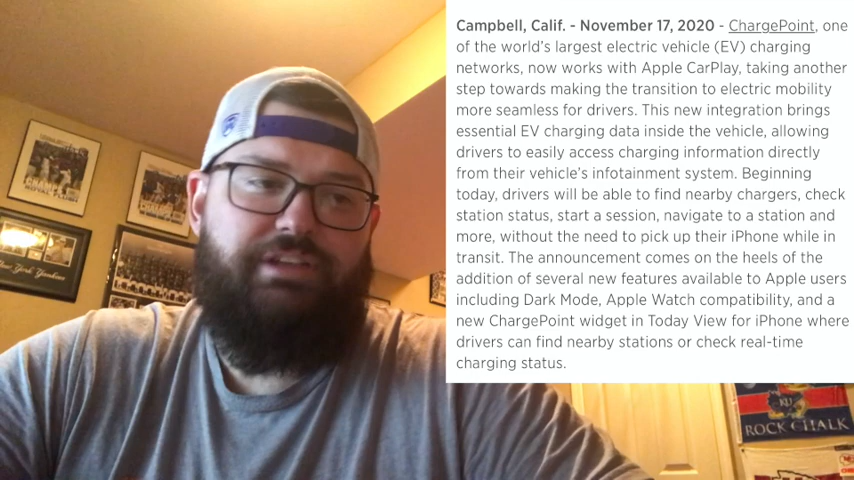 Campbell, Calif. - November 17, 2020 - ChargePoint, one
of the world's largest electric vehicle (EV) charging
networks, now works with Apple CarPlay, taking another
step towards making the transition to electric mobility
more seamless for drivers. This new integration brings
essential EV charging data inside the vehicle, allowing
drivers to easily access charging information directly
from their vehicle's infotainment system. Beginning
today, drivers will be able to find nearby chargers, check
station status, start a session, navigate to a station and
more, without the need to pick up their iPhone while in
transit. The announcement comes on the heels of the
addition of several new features available to Apple users
including Dark Mode, Apple Watch compatibility, and a
new ChargePoint widget in Today View for iPhone where
drivers can find nearby stations or check real-time
charging status.
New York Yankees
KU
ROCK CHALK